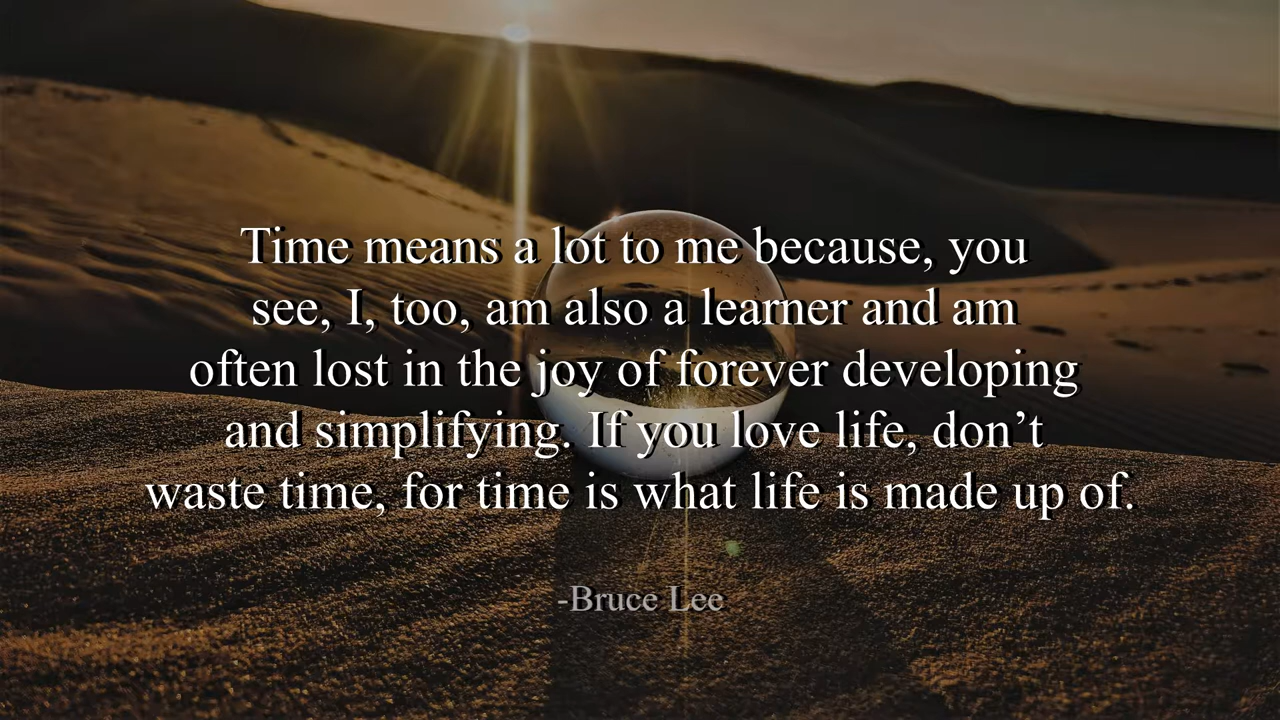 Time means a lot to me because, you
see, I, too, am also a learner and am
often lost in the joy of forever developing
and simplifying. If you love life, don’t
waste time, for time is what life is made up of.
-Bruce Lee